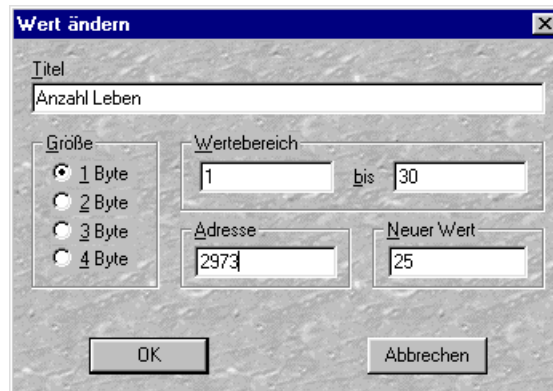 Wert ändern
Titel
Anzahl Leben
Größe
1 Byte
2 Byte
3 Byte
4 Byte
Wertebereich
1 bis 30
Adresse
2973
Neuer Wert
25
OK
Abbrechen